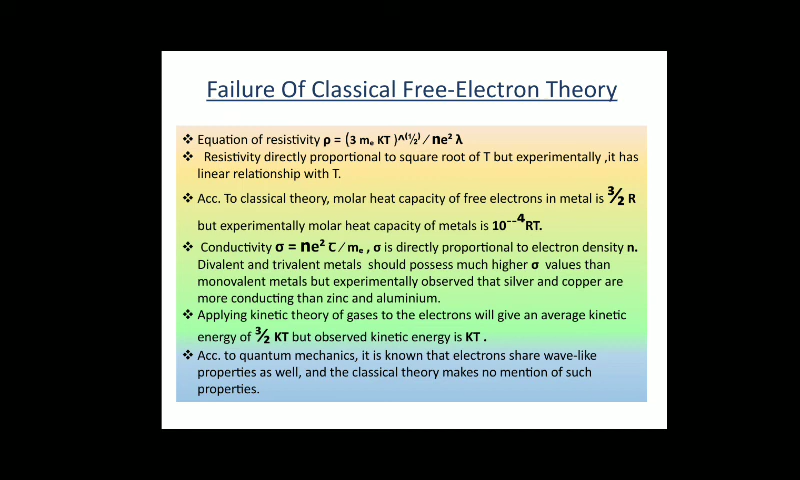 Failure Of Classical Free-Electron Theory
❖ Equation of resistivity ρ = (3 mₑ KT )^⁽½⁾ ∕ ne² λ
❖ Resistivity directly proportional to square root of T but experimentally ,it has
linear relationship with T.
❖ Acc. To classical theory, molar heat capacity of free electrons in metal is ³⁄₂ R
but experimentally molar heat capacity of metals is 10⁻⁻⁴RT.
❖ Conductivity σ = ne² τ ∕ mₑ , σ is directly proportional to electron density n.
Divalent and trivalent metals should possess much higher σ values than
monovalent metals but experimentally observed that silver and copper are
more conducting than zinc and aluminium.
❖ Applying kinetic theory of gases to the electrons will give an average kinetic
energy of ³⁄₂ KT but observed kinetic energy is KT .
❖ Acc. to quantum mechanics, it is known that electrons share wave-like
properties as well, and the classical theory makes no mention of such
properties.